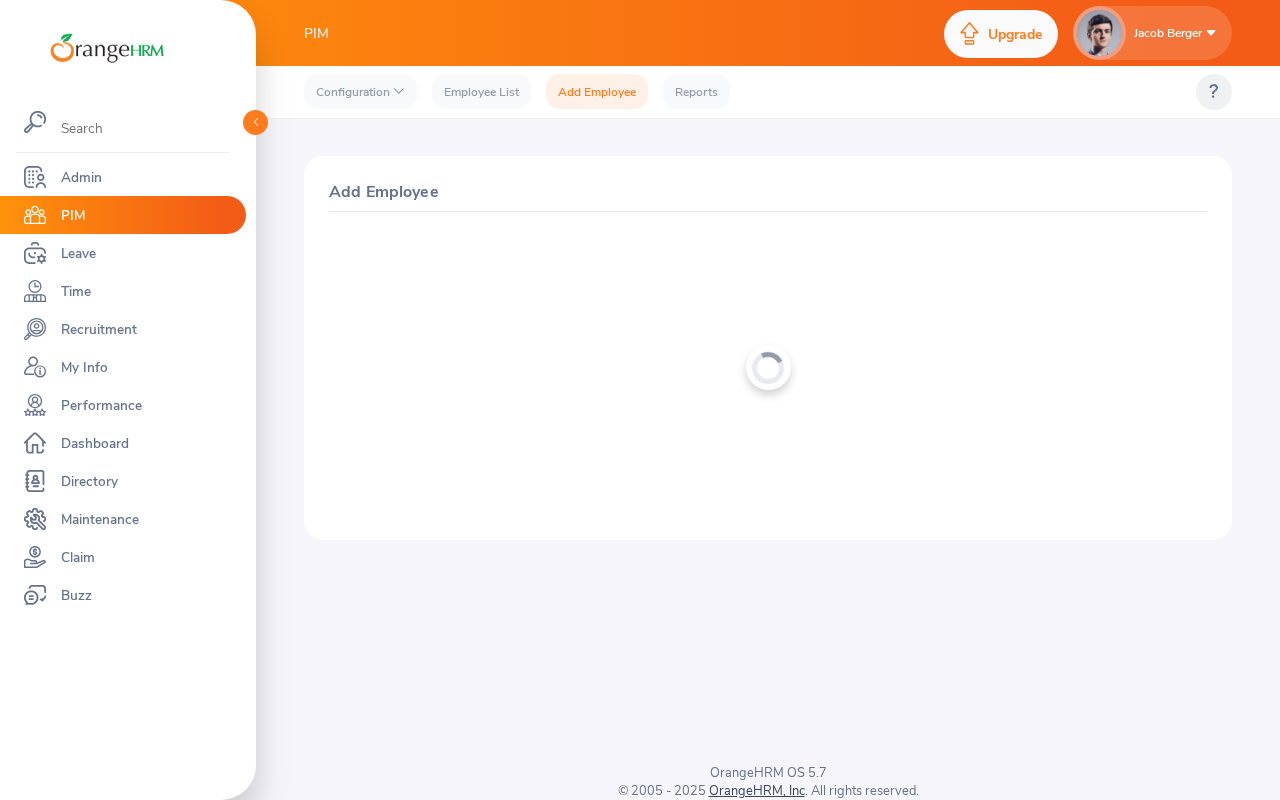 OrangeHRM
Search
Admin
PIM
Leave
Time
Recruitment
My Info
Performance
Dashboard
Directory
Maintenance
Claim
Buzz
PIM
Upgrade
Jacob Berger
Configuration
Employee List
Add Employee
Reports
?
Add Employee
OrangeHRM OS 5.7
© 2005 - 2025 OrangeHRM, Inc. All rights reserved.